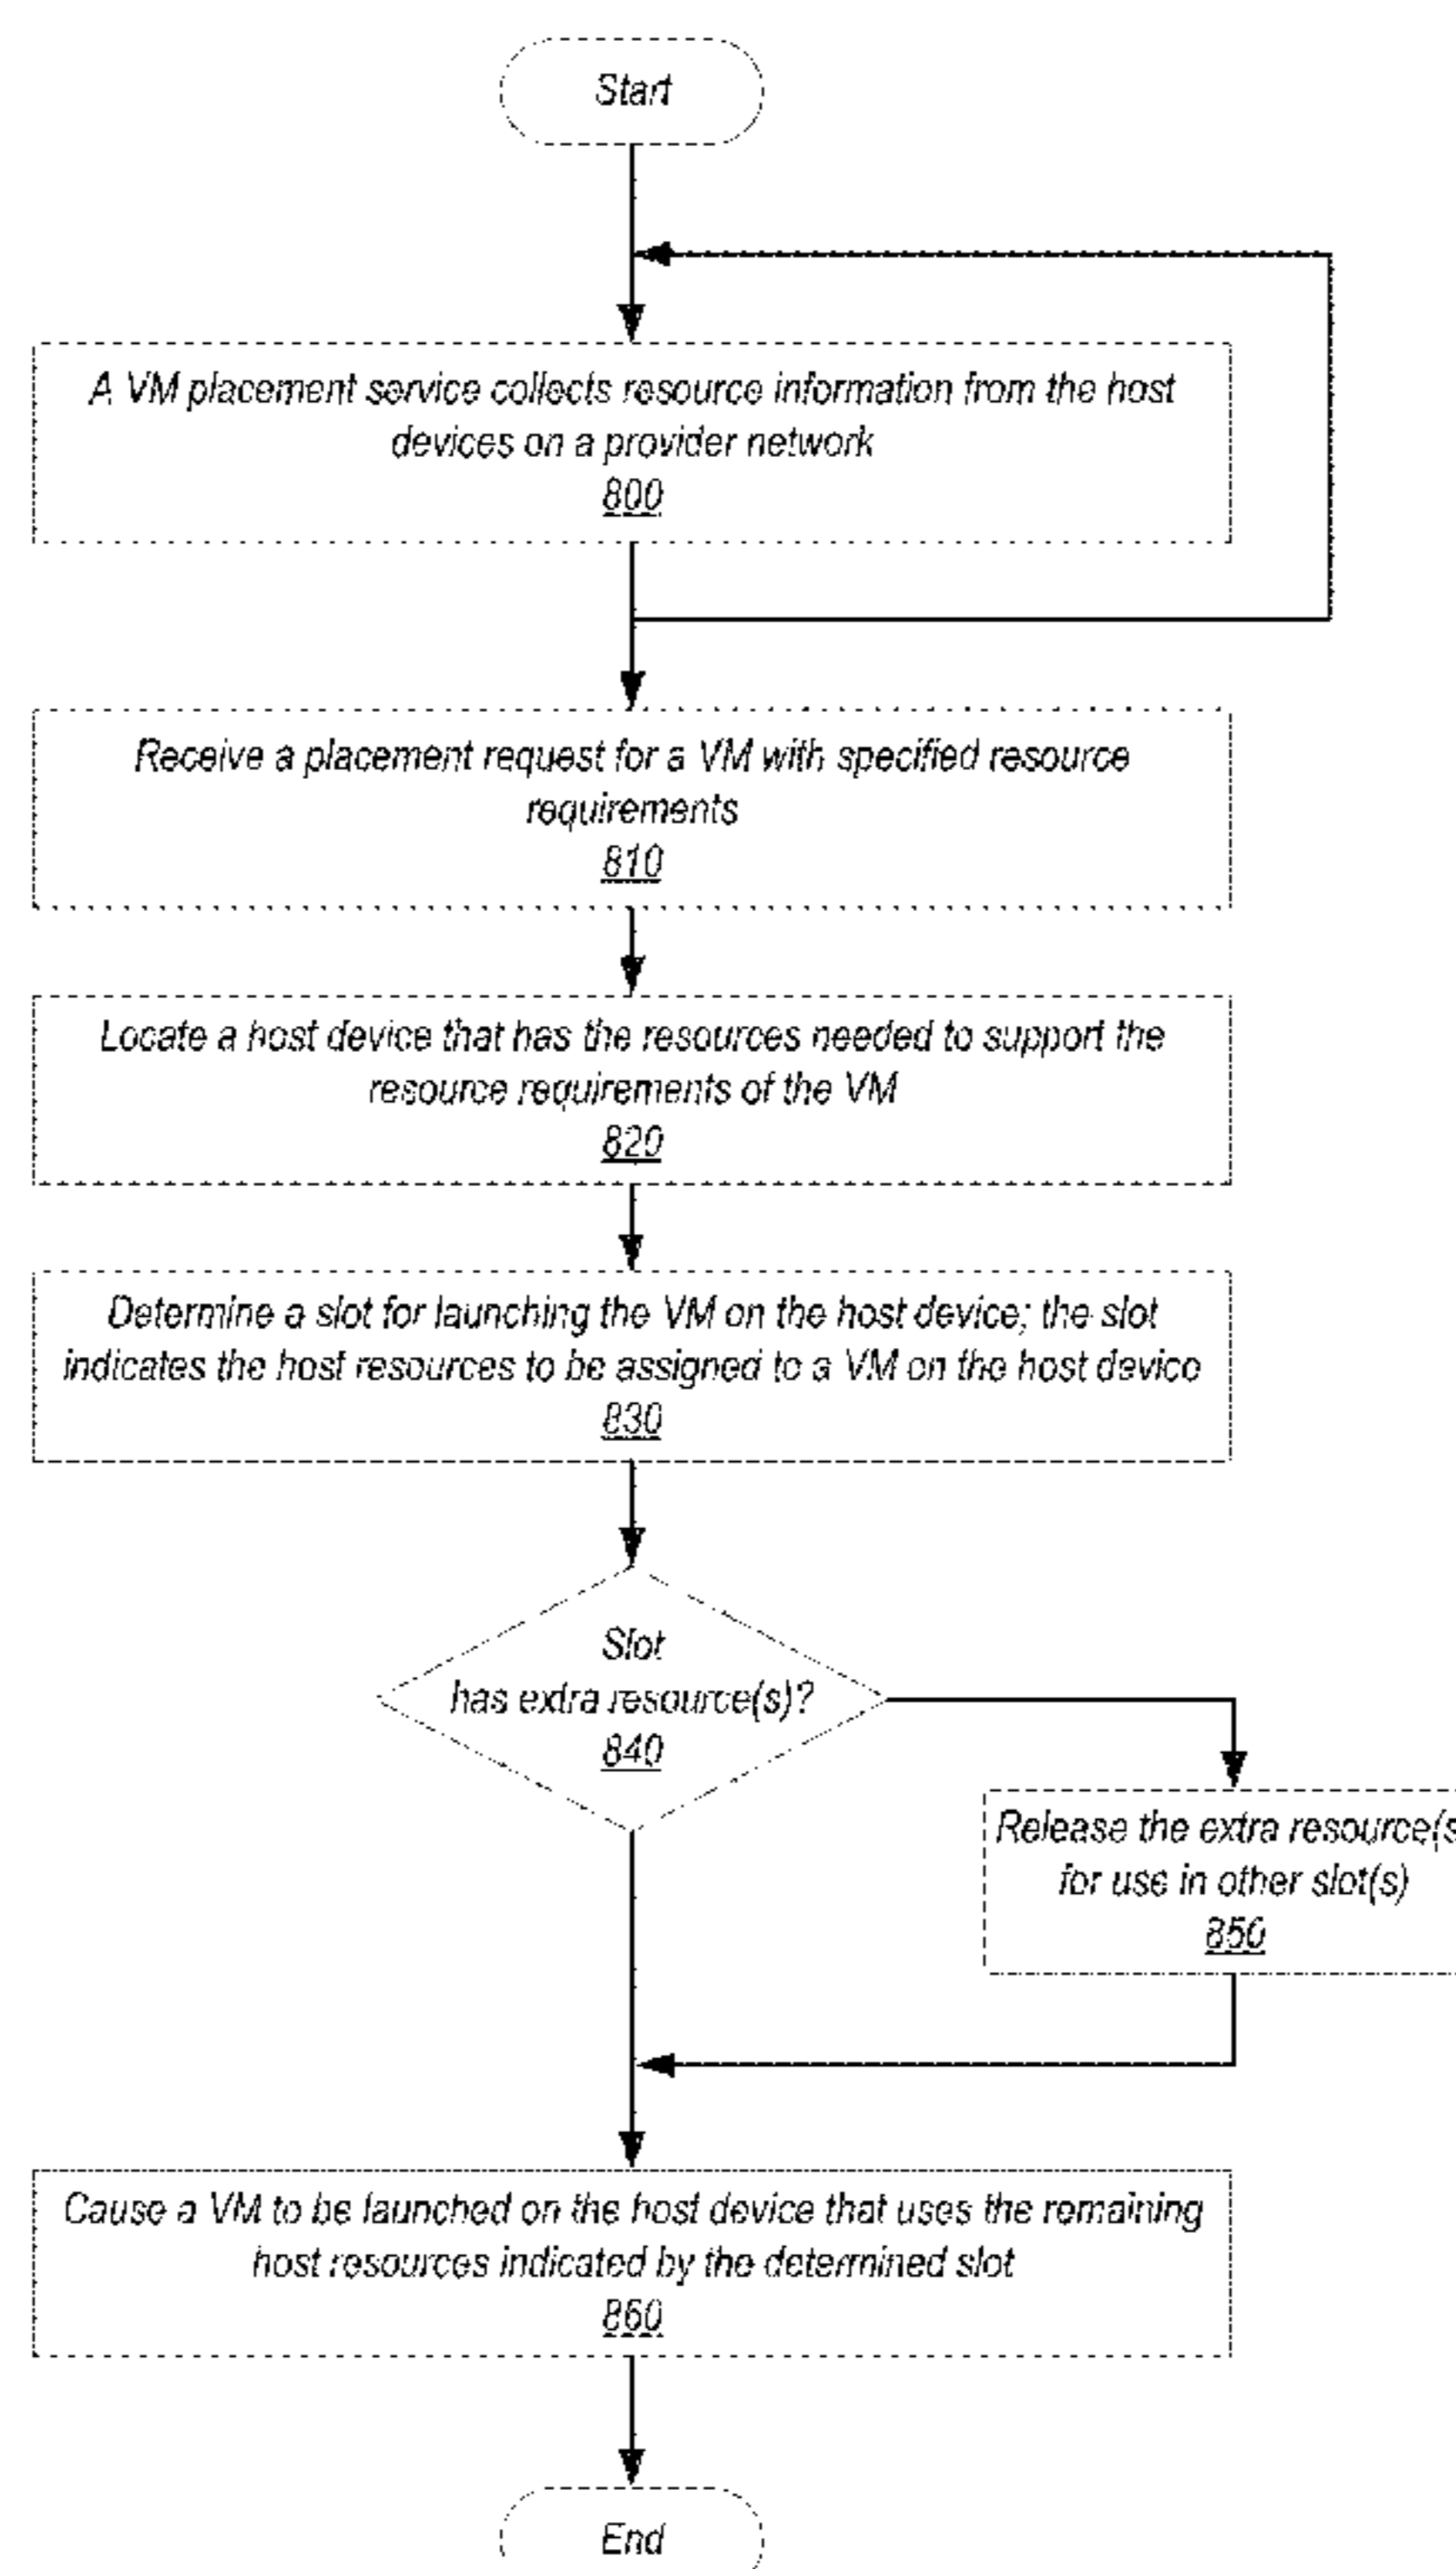 Start
A VM placement service collects resource information from the host
devices on a provider network
800
Receive a placement request for a VM with specified resource
requirements
810
Locate a host device that has the resources needed to support the
resource requirements of the VM
820
Determine a slot for launching the VM on the host device; the slot
indicates the host resources to be assigned to a VM on the host device
830
Slot
has extra resource(s)?
840
Release the extra resource(s
for use in other slot(s)
850
Cause a VM to be launched on the host device that uses the remaining
host resources indicated by the determined slot
860
End